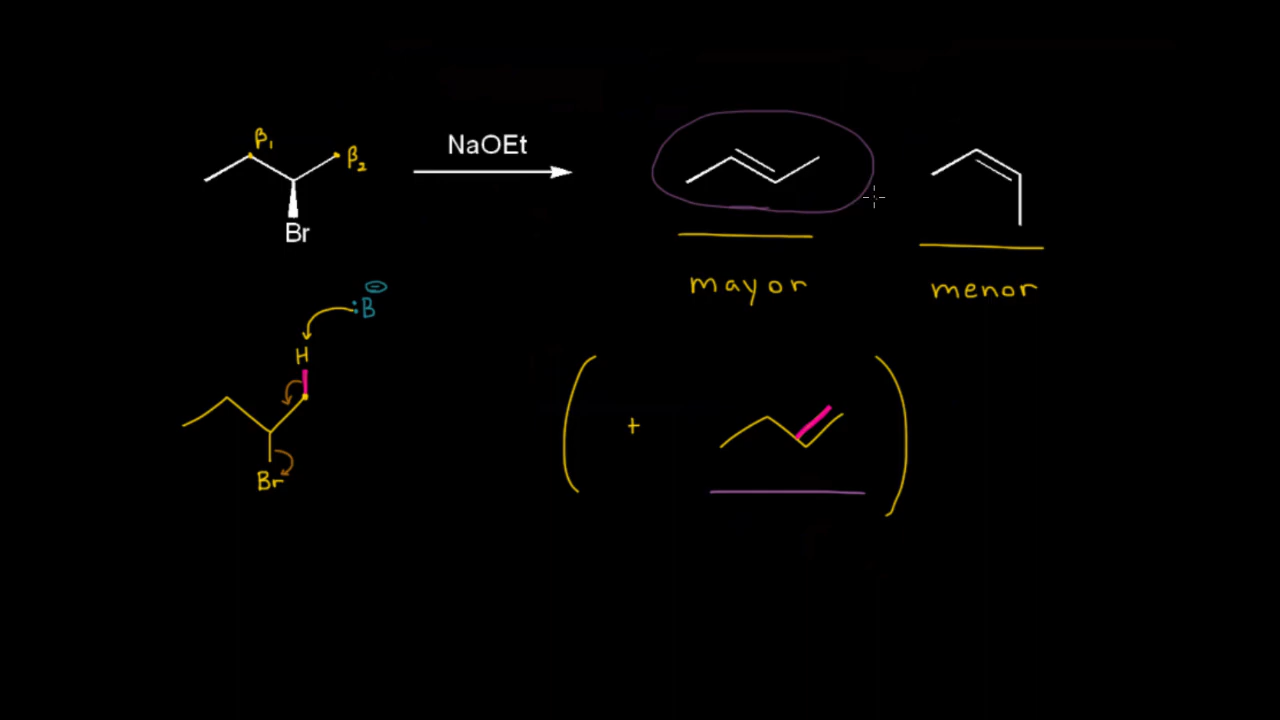 β₁
β₂
NaOEt
Br
mayor
menor
:B⊖
H
Br
( + )